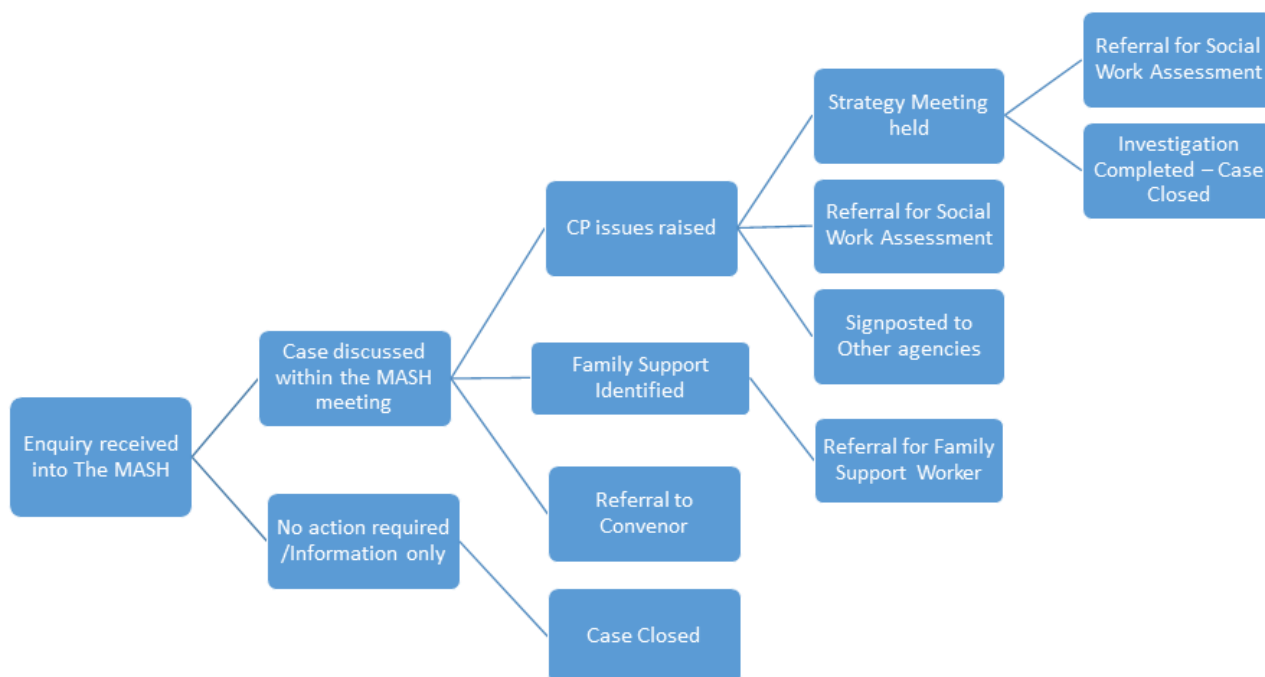 Enquiry received
into The MASH
Case discussed
within the MASH
meeting
No action required
/Information only
CP issues raised
Family Support
Identified
Referral to
Convenor
Case Closed
Strategy Meeting
held
Referral for Social
Work Assessment
Signposted to
Other agencies
Referral for Family
Support Worker
Referral for Social
Work Assessment
Investigation
Completed – Case
Closed